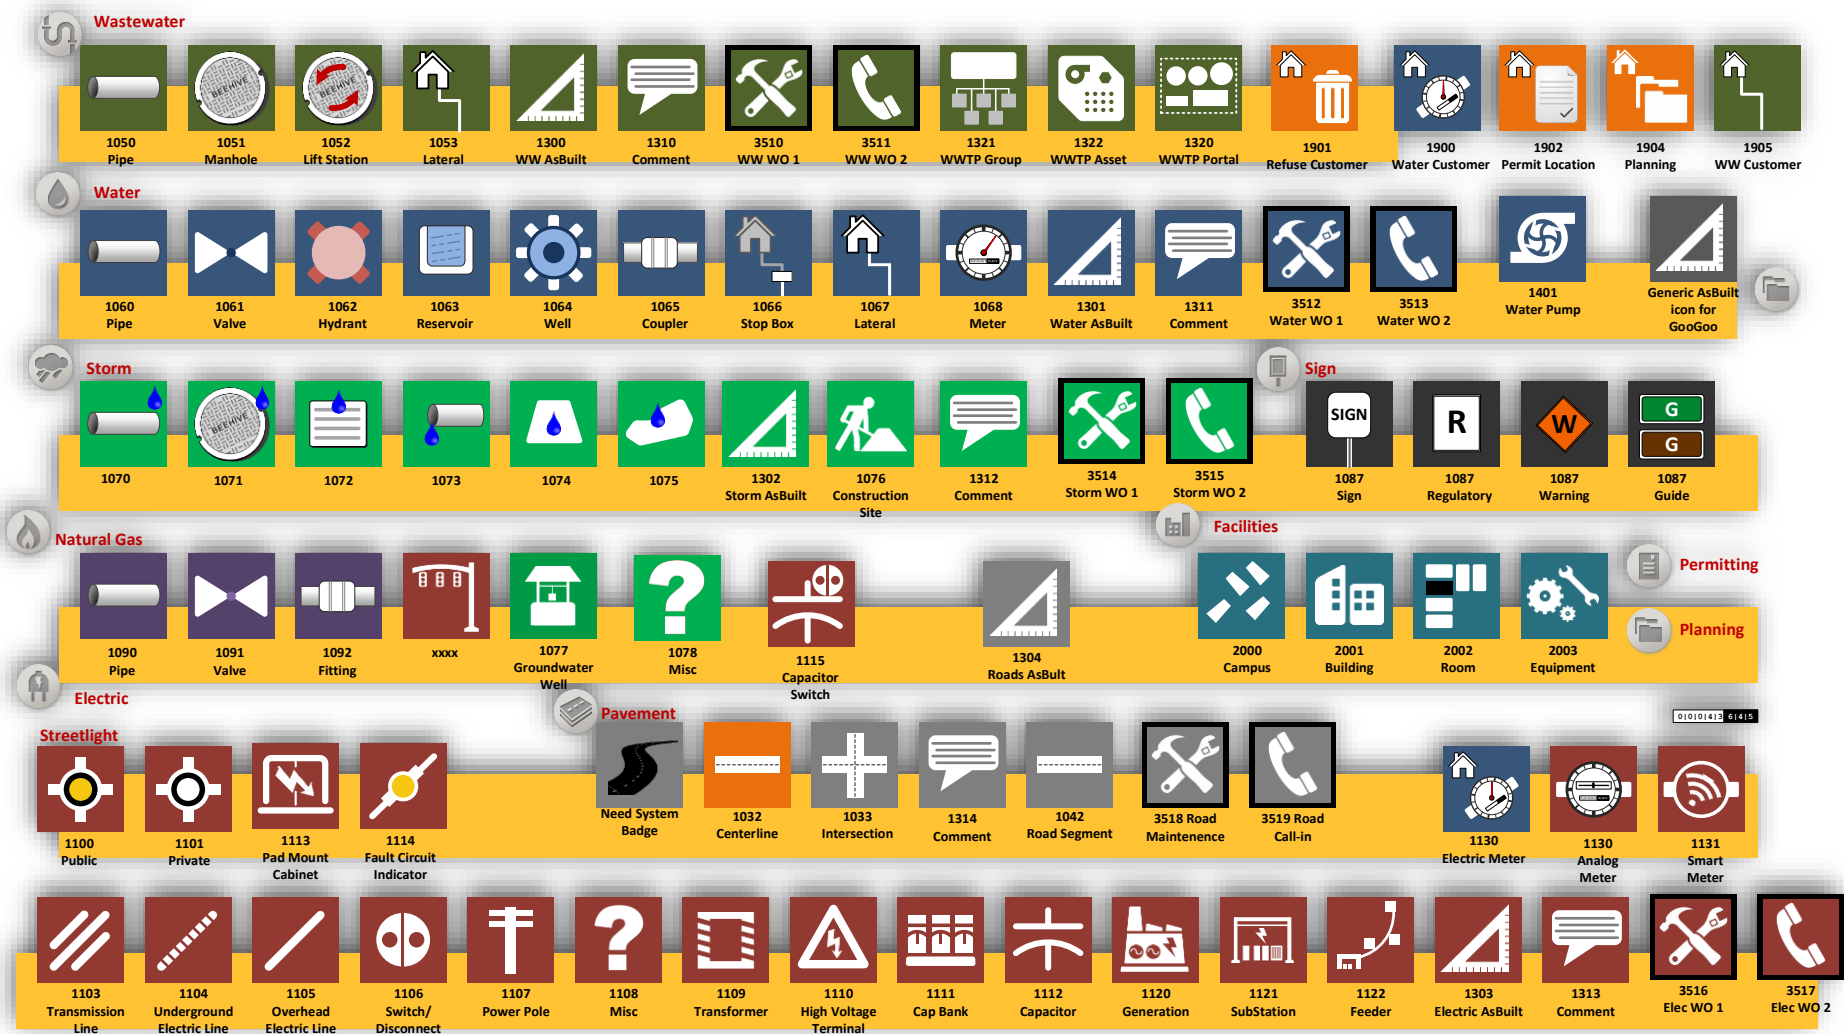 Wastewater
BEEHIVE
BEEHIVE
1050
Pipe
1051
Manhole
1052
Lift Station
1053
Lateral
1300
WW AsBuilt
1310
Comment
3510
WW WO 1
3511
WW WO 2
1321
WWTP Group
1322
WWTP Asset
1320
WWTP Portal
1901
Refuse Customer
1900
Water Customer
1902
Permit Location
1904
Planning
1905
WW Customer
Water
1060
Pipe
1061
Valve
1062
Hydrant
1063
Reservoir
1064
Well
1065
Coupler
1066
Stop Box
1067
Lateral
1068
Meter
1301
Water AsBuilt
1311
Comment
3512
Water WO 1
3513
Water WO 2
1401
Water Pump
Generic AsBuilt
icon for
GooGoo
Storm
BEEHIVE
1070
1071
1072
1073
1074
1075
1302
Storm AsBuilt
1076
Construction
Site
1312
Comment
3514
Storm WO 1
3515
Storm WO 2
Sign
SIGN
R
W
G
G
1087
Sign
1087
Regulatory
1087
Warning
1087
Guide
Natural Gas
1090
Pipe
1091
Valve
1092
Fitting
xxxx
1077
Groundwater
Well
?
1078
Misc
1115
Capacitor
Switch
1304
Roads AsBult
Facilities
2000
Campus
2001
Building
2002
Room
2003
Equipment
Permitting
Planning
Electric
Streetlight
1100
Public
1101
Private
1113
Pad Mount
Cabinet
1114
Fault Circuit
Indicator
Pavement
Need System
Badge
1032
Centerline
1033
Intersection
1314
Comment
1042
Road Segment
3518 Road
Maintenence
3519 Road
Call-in
0|0|0|4|3 6|4|5
1130
Electric Meter
1130
Analog
Meter
1131
Smart
Meter
1103
Transmission
Line
1104
Underground
Electric Line
1105
Overhead
Electric Line
1106
Switch/
Disconnect
1107
Power Pole
?
1108
Misc
1109
Transformer
1110
High Voltage
Terminal
1111
Cap Bank
1112
Capacitor
1120
Generation
1121
SubStation
1122
Feeder
1303
Electric AsBuilt
1313
Comment
3516
Elec WO 1
3517
Elec WO 2